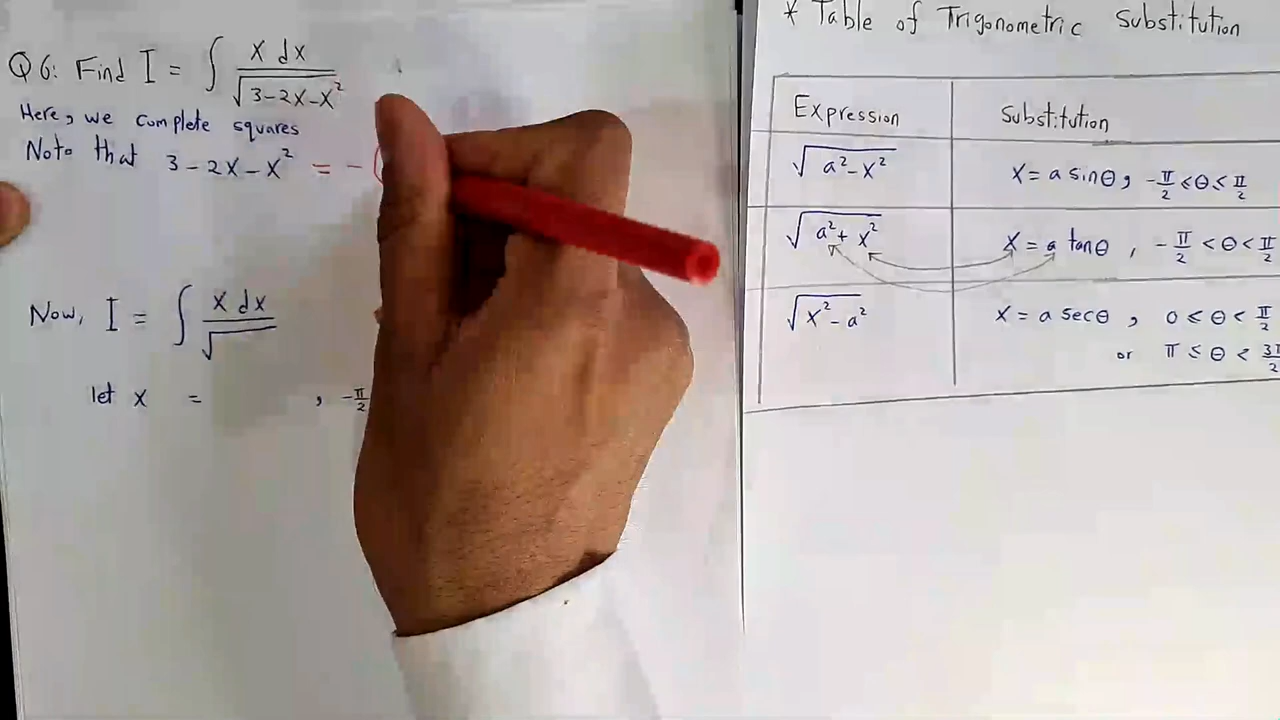 Q6: Find I = ∫ x dx / √(3-2x-x²)
Here, we complete squares
Note that 3-2x-x² = -(
Now, I = ∫ x dx / √
let x = , -π/2
* Table of Trigonometric Substitution
Expression Substitution
√(a²-x²) x = a sinθ, -π/2 ≤ θ ≤ π/2
√(a²+x²) x = a tanθ, -π/2 < θ < π/2
√(x²-a²) x = a secθ, 0 ≤ θ < π/2
or π ≤ θ < 3π/2